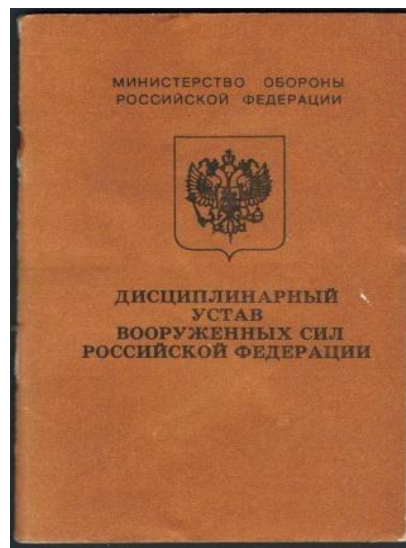 МИНИСТЕРСТВО ОБОРОНЫ
РОССИЙСКОЙ ФЕДЕРАЦИИ
ДИСЦИПЛИНАРНЫЙ
УСТАВ
ВООРУЖЕННЫХ СИЛ
РОССИЙСКОЙ ФЕДЕРАЦИИ